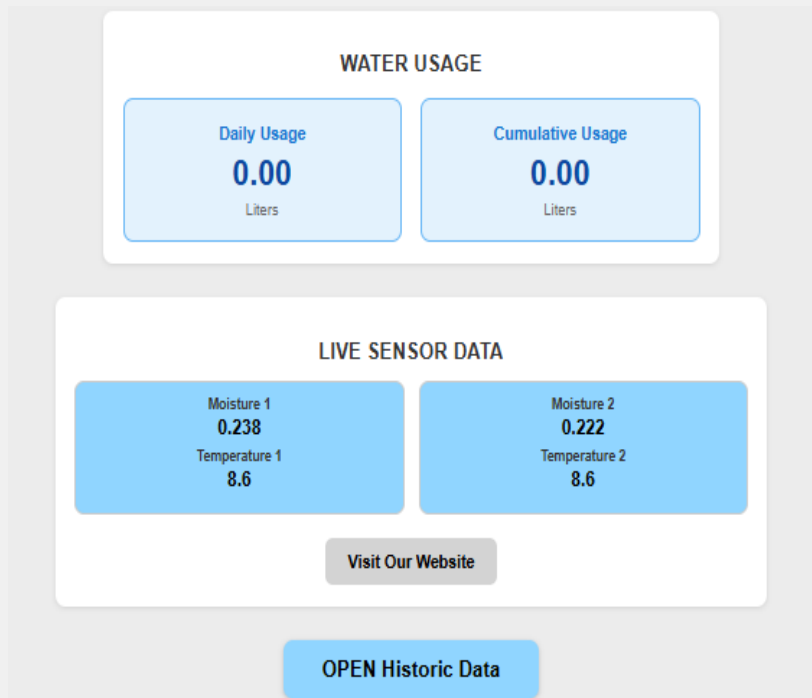 WATER USAGE
Daily Usage
0.00
Liters
Cumulative Usage
0.00
Liters
LIVE SENSOR DATA
Moisture 1
0.238
Temperature 1
8.6
Moisture 2
0.222
Temperature 2
8.6
Visit Our Website
OPEN Historic Data